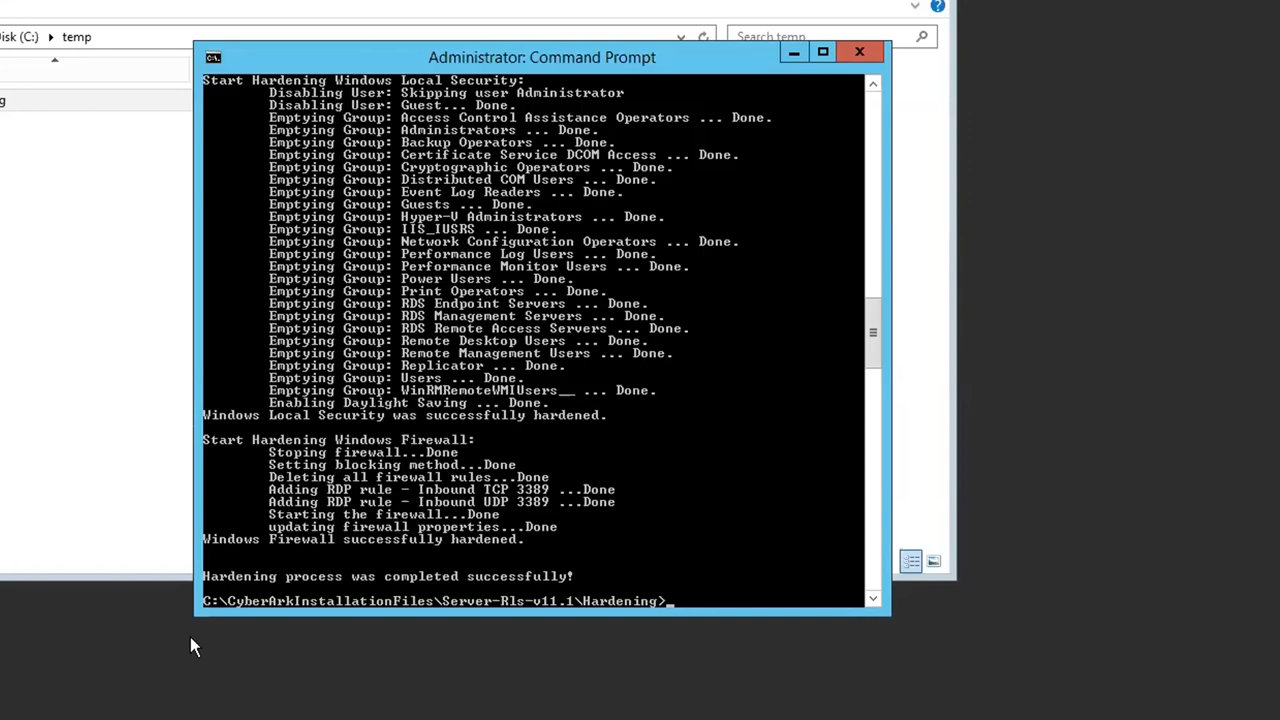 isk (C:) ▸ temp
Search temp
g
Administrator: Command Prompt
Start Hardening Windows Local Security:
Disabling User: Skipping user Administrator
Disabling User: Guest... Done.
Emptying Group: Access Control Assistance Operators ... Done.
Emptying Group: Administrators ... Done.
Emptying Group: Backup Operators ... Done.
Emptying Group: Certificate Service DCOM Access ... Done.
Emptying Group: Cryptographic Operators ... Done.
Emptying Group: Distributed COM Users ... Done.
Emptying Group: Event Log Readers ... Done.
Emptying Group: Guests ... Done.
Emptying Group: Hyper-V Administrators ... Done.
Emptying Group: IIS_IUSRS ... Done.
Emptying Group: Network Configuration Operators ... Done.
Emptying Group: Performance Log Users ... Done.
Emptying Group: Performance Monitor Users ... Done.
Emptying Group: Power Users ... Done.
Emptying Group: Print Operators ... Done.
Emptying Group: RDS Endpoint Servers ... Done.
Emptying Group: RDS Management Servers ... Done.
Emptying Group: RDS Remote Access Servers ... Done.
Emptying Group: Remote Desktop Users ... Done.
Emptying Group: Remote Management Users ... Done.
Emptying Group: Replicator ... Done.
Emptying Group: Users ... Done.
Emptying Group: WinRMRemoteWMIUsers__ ... Done.
Enabling Daylight Saving ... Done.
Windows Local Security was successfully hardened.
Start Hardening Windows Firewall:
Stoping firewall...Done
Setting blocking method...Done
Deleting all firewall rules...Done
Adding RDP rule - Inbound TCP 3389 ...Done
Adding RDP rule - Inbound UDP 3389 ...Done
Starting the firewall...Done
updating firewall properties...Done
Windows Firewall successfully hardened.
Hardening process was completed successfully!
C:\CyberArkInstallationFiles\Server-Rls-v11.1\Hardening>_